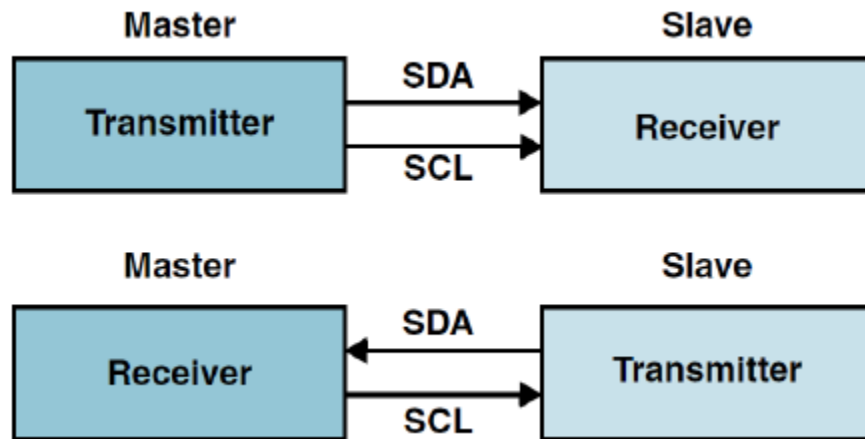 Master Slave
SDA
Transmitter Receiver
SCL
Master Slave
SDA
Receiver Transmitter
SCL